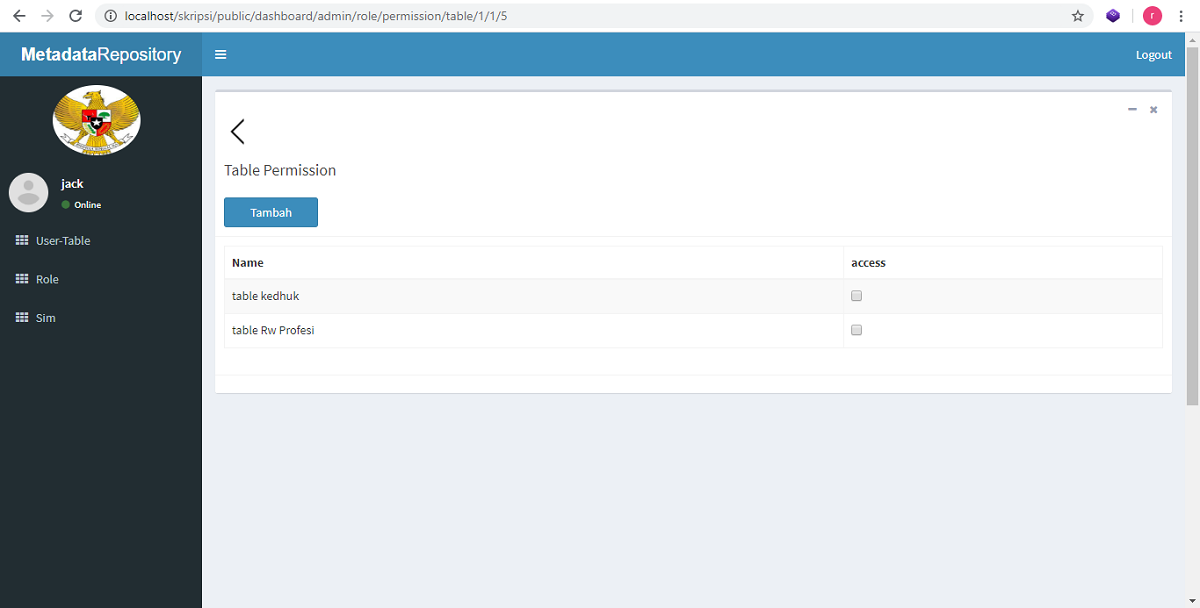 localhost/skripsi/public/dashboard/admin/role/permission/table/1/1/5
r
MetadataRepository
Logout
jack
Online
User-Table
Role
Sim
Table Permission
Tambah
Name access
table kedhuk
table Rw Profesi